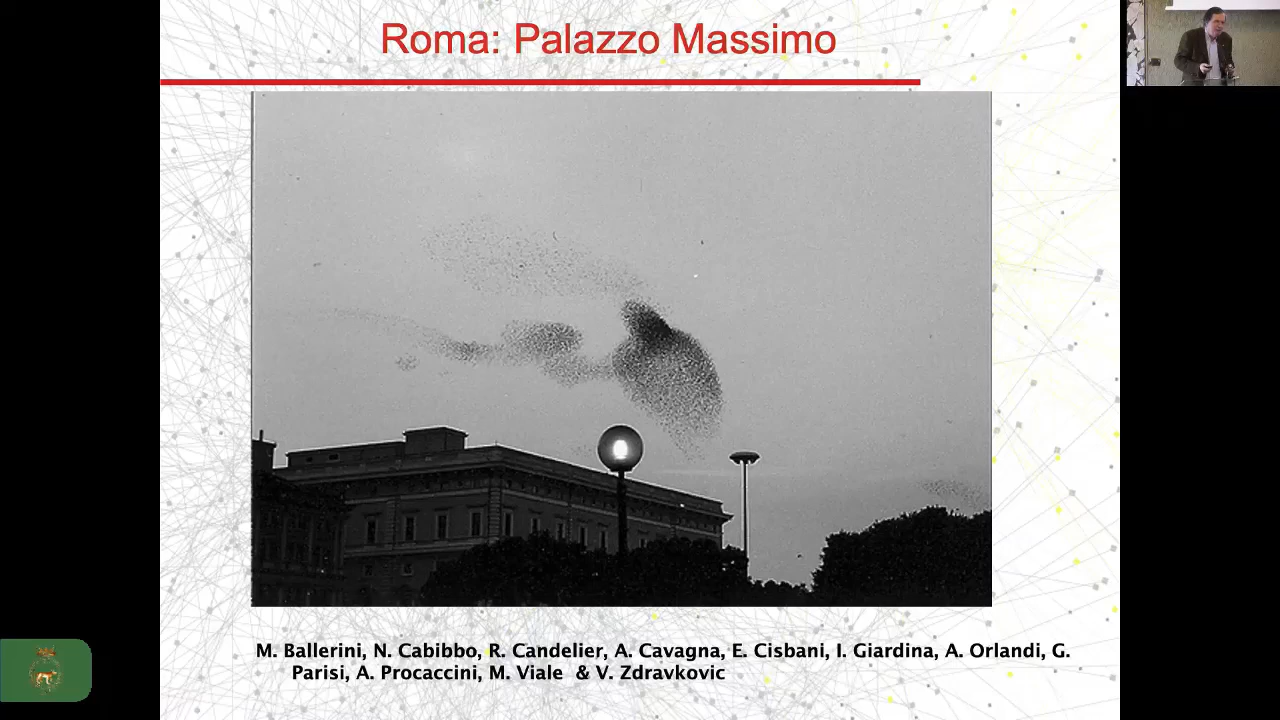 Roma: Palazzo Massimo
M. Ballerini, N. Cabibbo, R. Candelier, A. Cavagna, E. Cisbani, I. Giardina, A. Orlandi, G.
Parisi, A. Procaccini, M. Viale & V. Zdravkovic